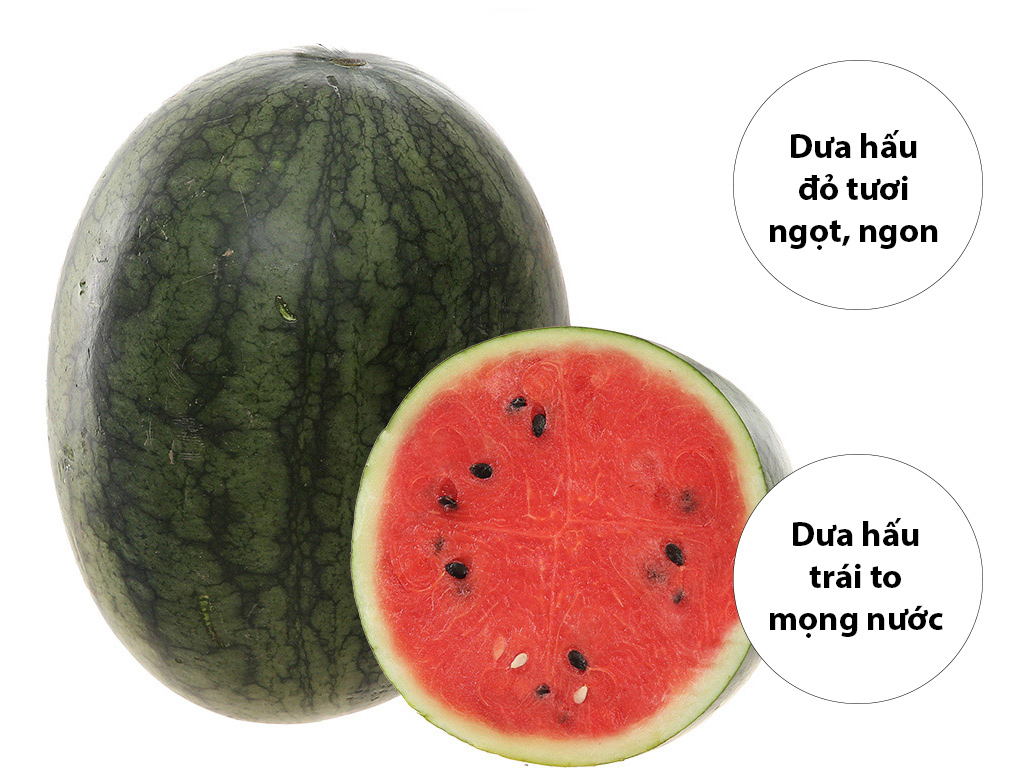 Dưa hấu
đỏ tươi
ngọt, ngon
Dưa hấu
trái to
mọng nước